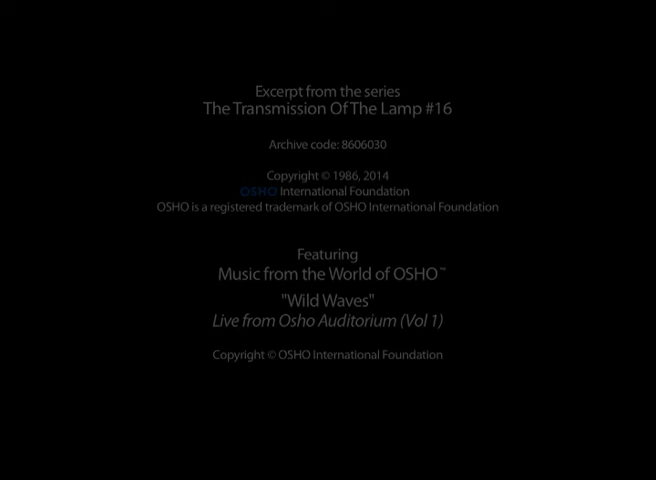 Excerpt from the series
The Transmission Of The Lamp #16
Archive code: 8606030
Copyright © 1986, 2014
OSHO International Foundation
OSHO is a registered trademark of OSHO International Foundation
Featuring
Music from the World of OSHO™
"Wild Waves"
Live from Osho Auditorium (Vol 1)
Copyright © OSHO International Foundation